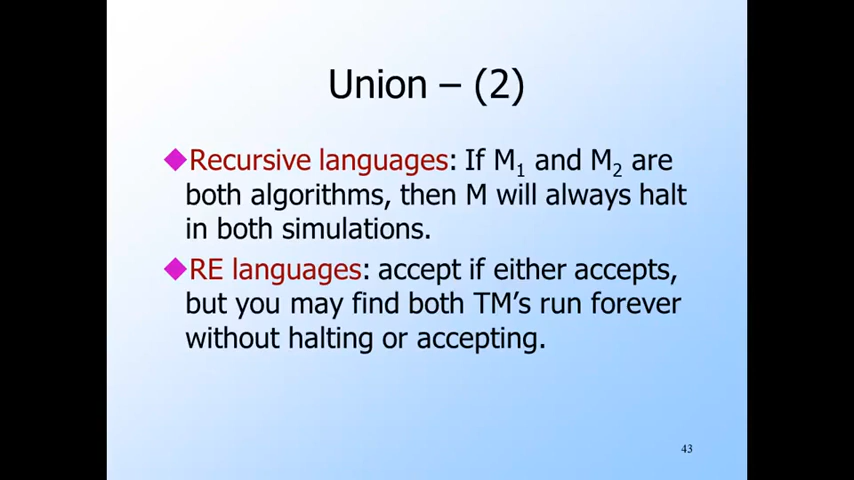 Union – (2)
Recursive languages: If M1 and M2 are
both algorithms, then M will always halt
in both simulations.
RE languages: accept if either accepts,
but you may find both TM's run forever
without halting or accepting.
43